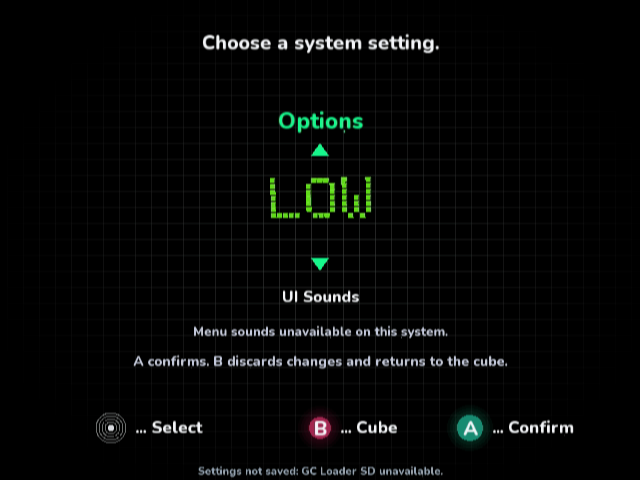 Choose a system setting.
Options
LOW
UI Sounds
Menu sounds unavailable on this system.
A confirms. B discards changes and returns to the cube.
... Select B ... Cube A ... Confirm
Settings not saved: GC Loader SD unavailable.